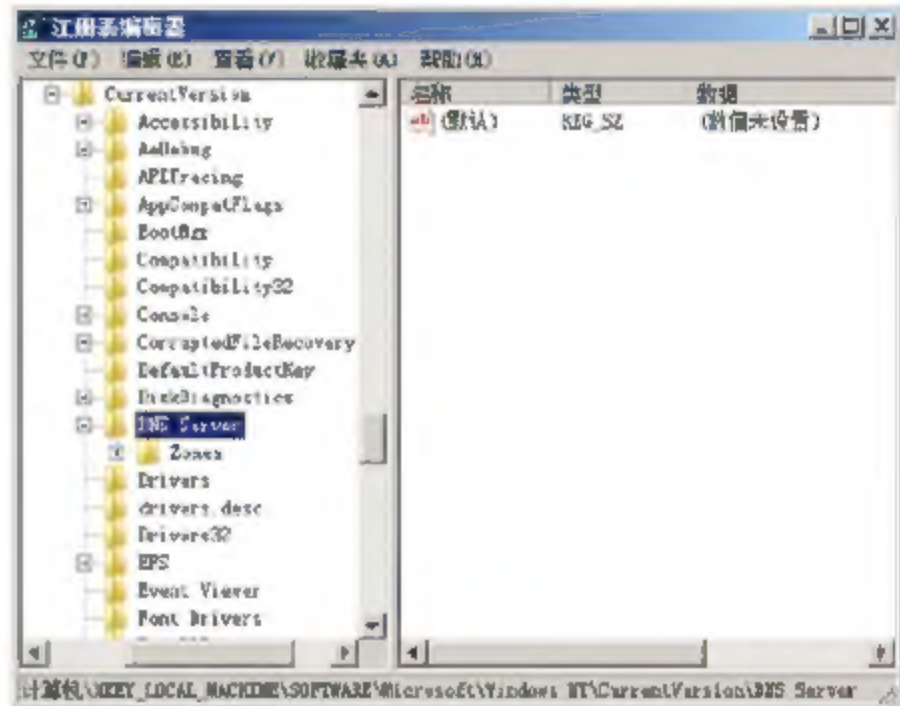 注册表编辑器
文件(F) 编辑(E) 查看(V) 收藏夹(A) 帮助(H)
CurrentVersion
Accessibility
AeDebug
APITracing
AppCompatFlags
BootMgr
Compatibility
Compatibility32
Console
CorruptedFileRecovery
DefaultProductKey
DiskDiagnostics
DNS Server
Zones
Drivers
drivers.desc
Drivers32
EFS
Event Viewer
Font Drivers
名称 类型 数据
ab (默认) REG_SZ (数值未设置)
计算机\HKEY_LOCAL_MACHINE\SOFTWARE\Microsoft\Windows NT\CurrentVersion\DNS Server